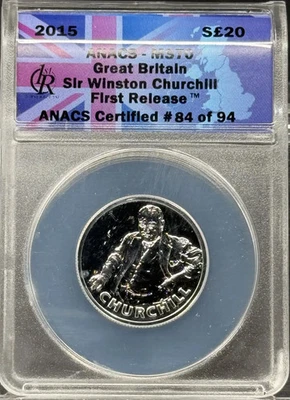 2015 S£20
ANACS - MS70
Great Britain
Sir Winston Churchill
First Release™
ANACS Certified #84 of 94
CHURCHILL